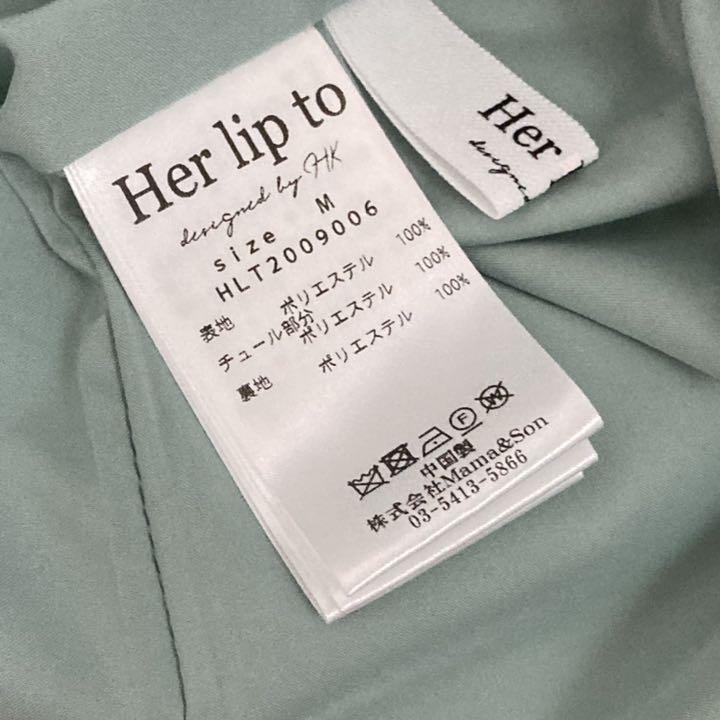 Her lip to
designed by HK
size M
HLT2009006
表地 ポリエステル 100%
チュール部分 ポリエステル 100%
裏地 ポリエステル 100%
中国製
株式会社Mama&Son
03-5413-5866
Her